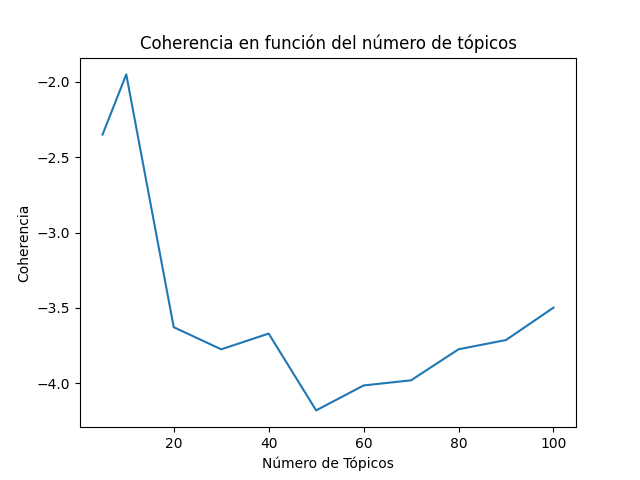 Coherencia en función del número de tópicos
−2.0
−2.5
−3.0
−3.5
−4.0
Coherencia
20 40 60 80 100
Número de Tópicos